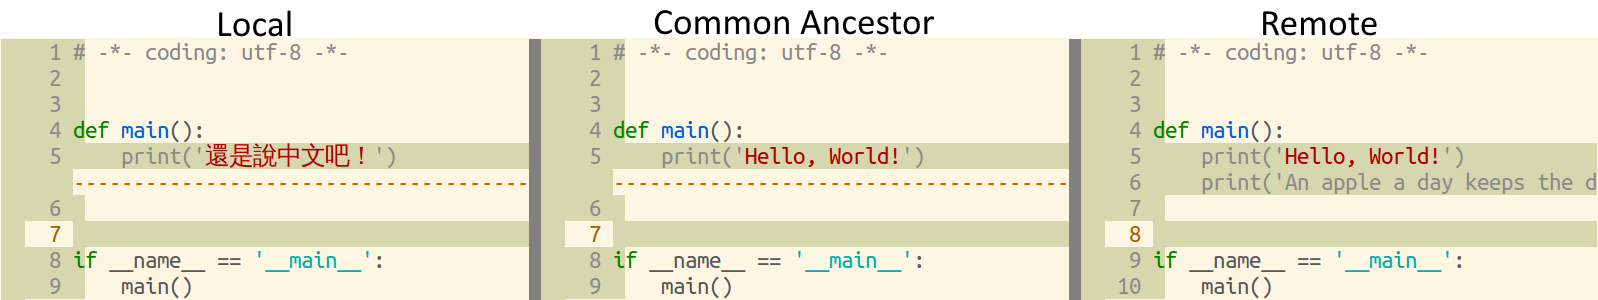 Local
1 # -*- coding: utf-8 -*-
2
3
4 def main():
5 print('還是說中文吧！')
6
7
8 if __name__ == '__main__':
9 main()
Common Ancestor
1 # -*- coding: utf-8 -*-
2
3
4 def main():
5 print('Hello, World!')
6
7
8 if __name__ == '__main__':
9 main()
Remote
1 # -*- coding: utf-8 -*-
2
3
4 def main():
5 print('Hello, World!')
6 print('An apple a day keeps the d
7
8
9 if __name__ == '__main__':
10 main()